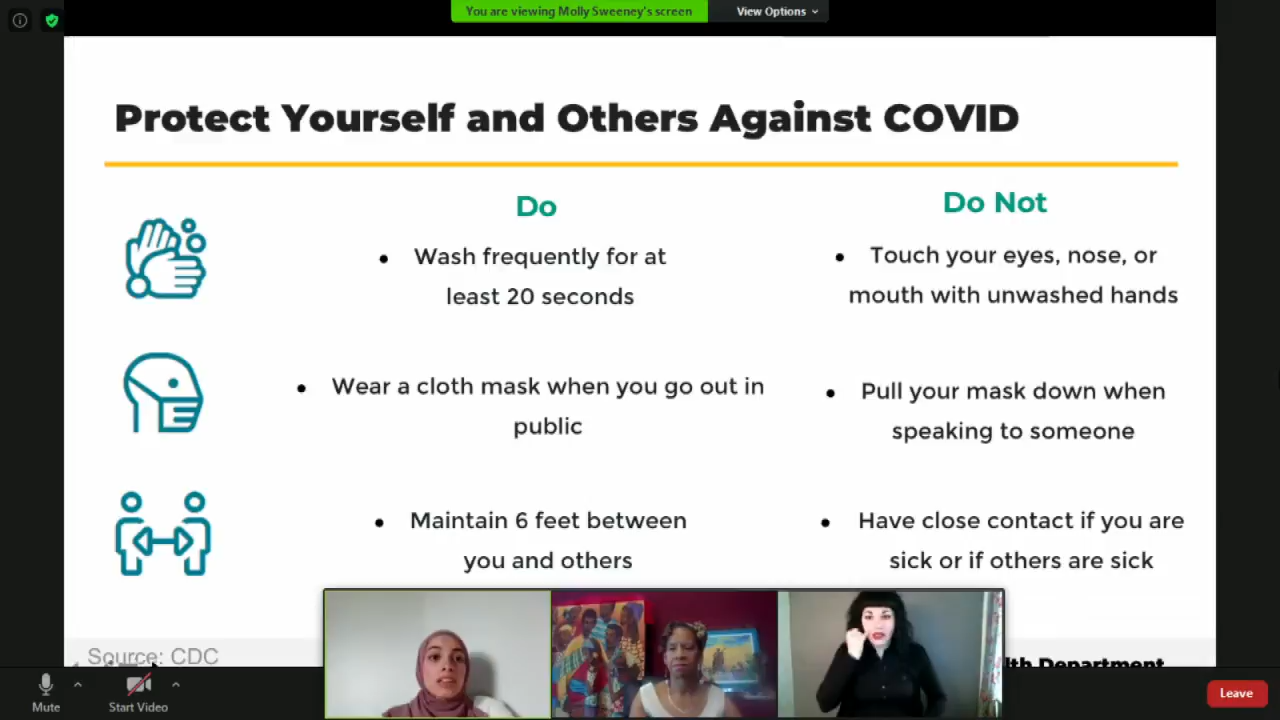 You are viewing Molly Sweeney's screen
View Options
Protect Yourself and Others Against COVID
Do
Do Not
Wash frequently for at
least 20 seconds
Touch your eyes, nose, or
mouth with unwashed hands
Wear a cloth mask when you go out in
public
Pull your mask down when
speaking to someone
Maintain 6 feet between
you and others
Have close contact if you are
sick or if others are sick
Source: CDC
Department
Mute
Start Video
Leave